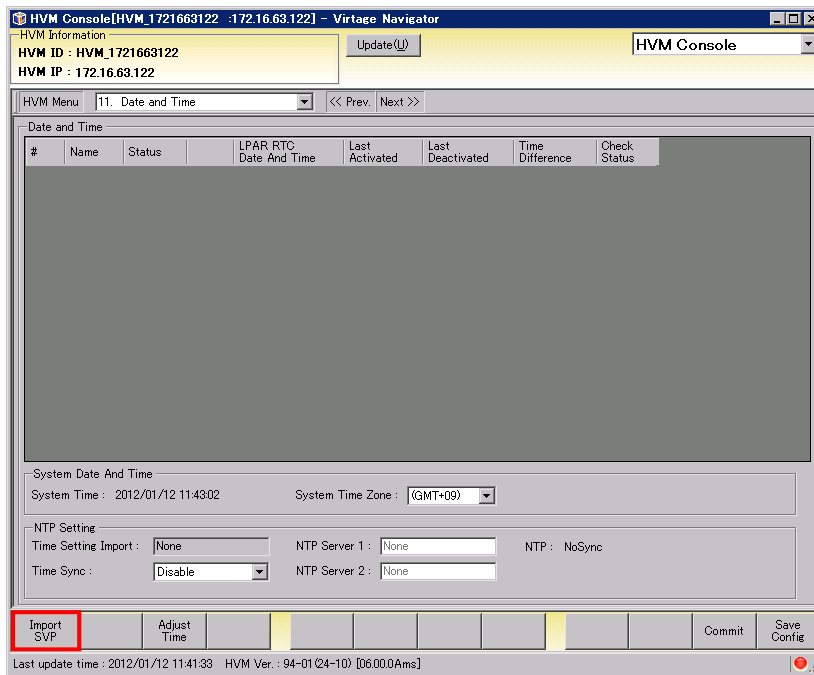 HVM Console[HVM_1721663122 :172.16.63.122] - Virtage Navigator
HVM Information
HVM ID : HVM_1721663122
HVM IP : 172.16.63.122
Update(U)
HVM Console
HVM Menu
11. Date and Time
<< Prev.
Next >>
Date and Time
# Name Status LPAR RTC Date And Time Last Activated Last Deactivated Time Difference Check Status
System Date And Time
System Time : 2012/01/12 11:43:02 System Time Zone : (GMT+09)
NTP Setting
Time Setting Import : None NTP Server 1 : None NTP : NoSync
Time Sync : Disable NTP Server 2 : None
Import SVP
Adjust Time
Commit
Save Config
Last update time : 2012/01/12 11:41:33 HVM Ver. : 94-01(24-10) [06.00.0Ams]